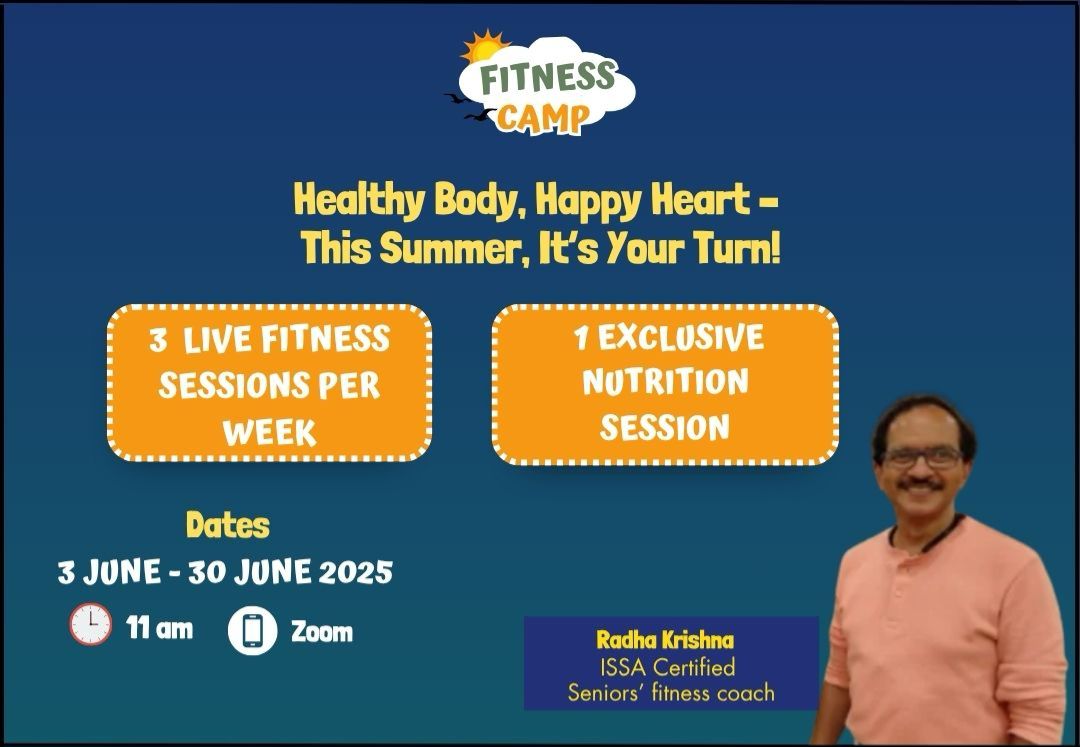 FITNESS
CAMP
Healthy Body, Happy Heart –
This Summer, It's Your Turn!
3 LIVE FITNESS
SESSIONS PER
WEEK
1 EXCLUSIVE
NUTRITION
SESSION
Dates
3 JUNE - 30 JUNE 2025
11 am
Zoom
Radha Krishna
ISSA Certified
Seniors' fitness coach